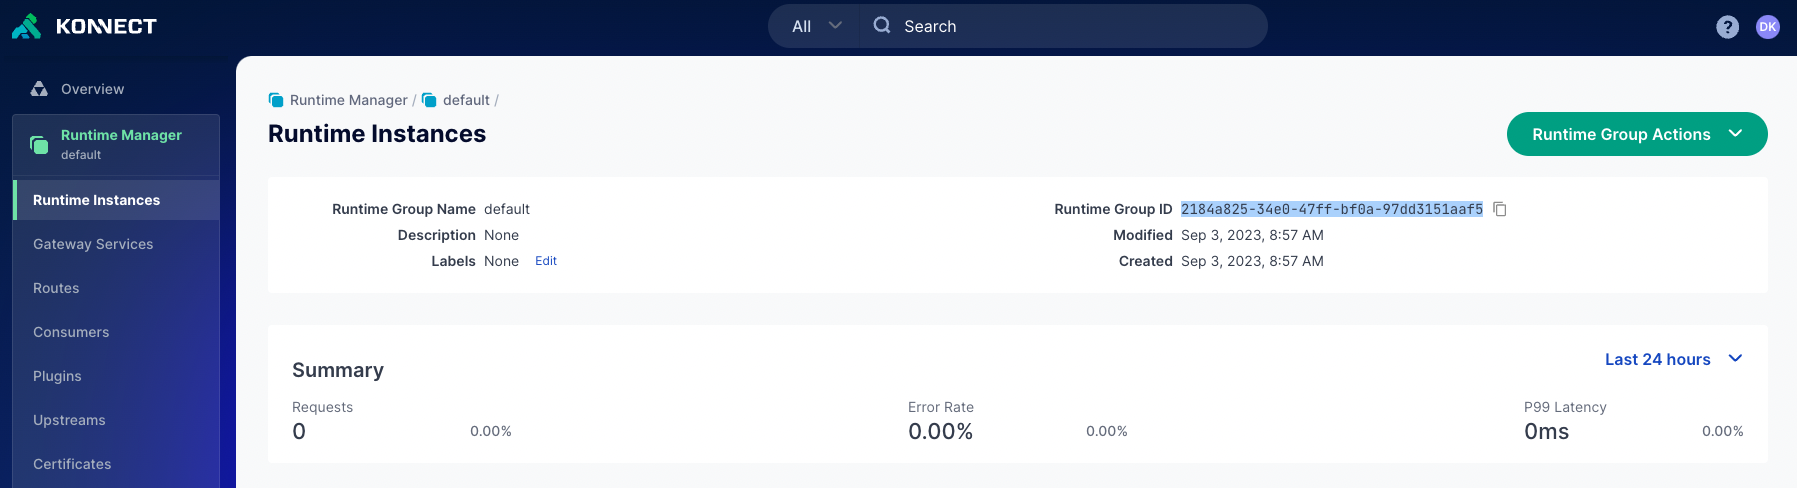 KONNECT
All
Search
?
DK
Overview
Runtime Manager
default
Runtime Instances
Gateway Services
Routes
Consumers
Plugins
Upstreams
Certificates
Runtime Manager / default /
Runtime Instances
Runtime Group Actions
Runtime Group Name default
Description None
Labels None Edit
Runtime Group ID 2184a825-34e0-47ff-bf0a-97dd3151aaf5
Modified Sep 3, 2023, 8:57 AM
Created Sep 3, 2023, 8:57 AM
Summary
Last 24 hours
Requests
0 0.00%
Error Rate
0.00% 0.00%
P99 Latency
0ms 0.00%